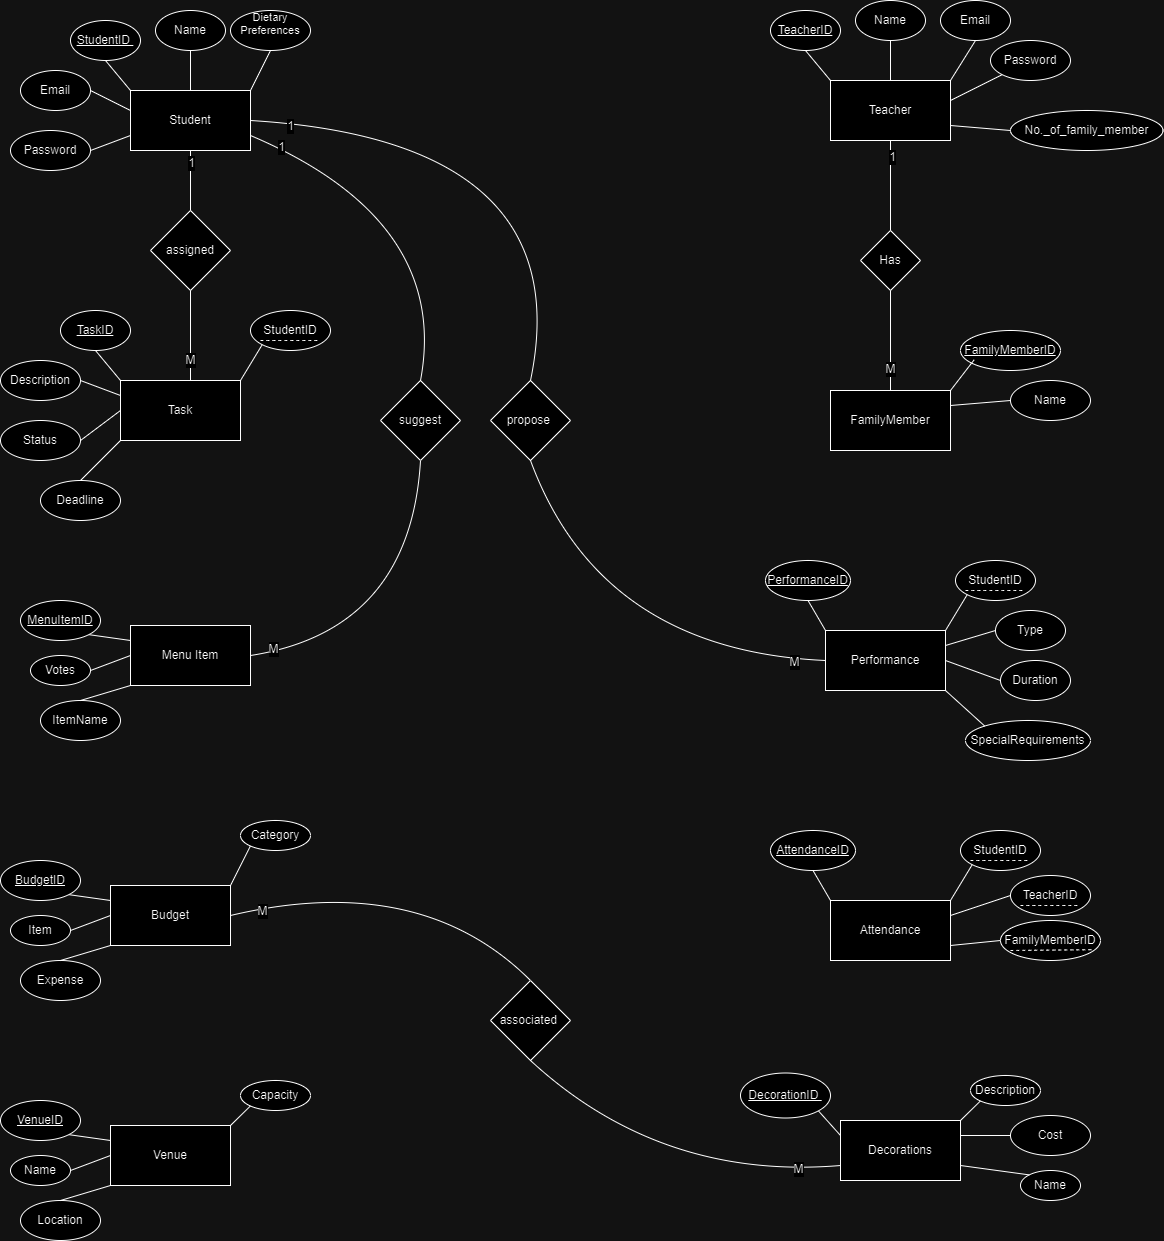 Dietary
Preferences
Name
StudentID
Email
Password
Student
1
1
1
assigned
M
TaskID
StudentID
Description
Status
Deadline
Task
suggest
propose
TeacherID
Name
Email
Password
No._of_family_member
Teacher
1
Has
M
FamilyMemberID
Name
FamilyMember
MenuItemID
Votes
ItemName
Menu Item
M
PerformanceID
StudentID
Type
Duration
SpecialRequirements
Performance
M
Category
BudgetID
Item
Expense
Budget
M
associated
AttendanceID
StudentID
TeacherID
FamilyMemberID
Attendance
Capacity
VenueID
Name
Location
Venue
DecorationID
Description
Cost
Name
Decorations
M